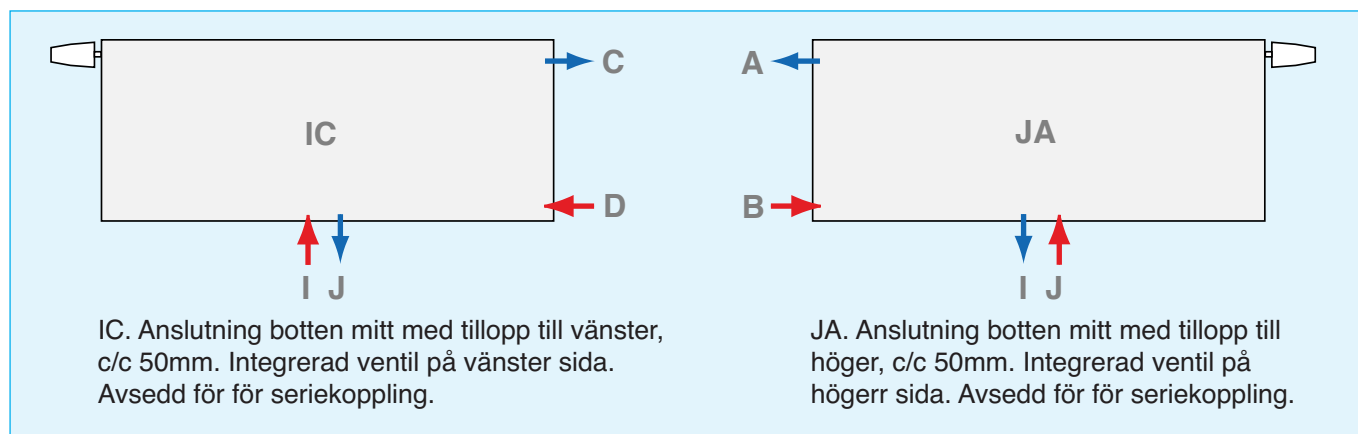 IC
C
D
I J
IC. Anslutning botten mitt med tillopp till vänster,
c/c 50mm. Integrerad ventil på vänster sida.
Avsedd för för seriekoppling.
A
JA
B
I J
JA. Anslutning botten mitt med tillopp till
höger, c/c 50mm. Integrerad ventil på
högerr sida. Avsedd för för seriekoppling.